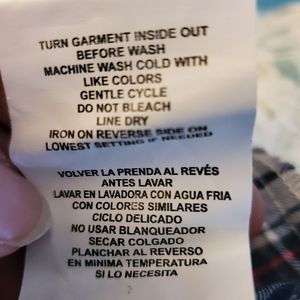 TURN GARMENT INSIDE OUT
BEFORE WASH
MACHINE WASH COLD WITH
LIKE COLORS
GENTLE CYCLE
DO NOT BLEACH
LINE DRY
IRON ON REVERSE SIDE ON
LOWEST SETTING IF NEEDED
VOLVER LA PRENDA AL REVÉS
ANTES LAVAR
LAVAR EN LAVADORA CON AGUA FRIA
CON COLORES SIMILARES
CICLO DELICADO
NO USAR BLANQUEADOR
SECAR COLGADO
PLANCHAR AL REVERSO
EN MINIMA TEMPERATURA
SI LO NECESITA